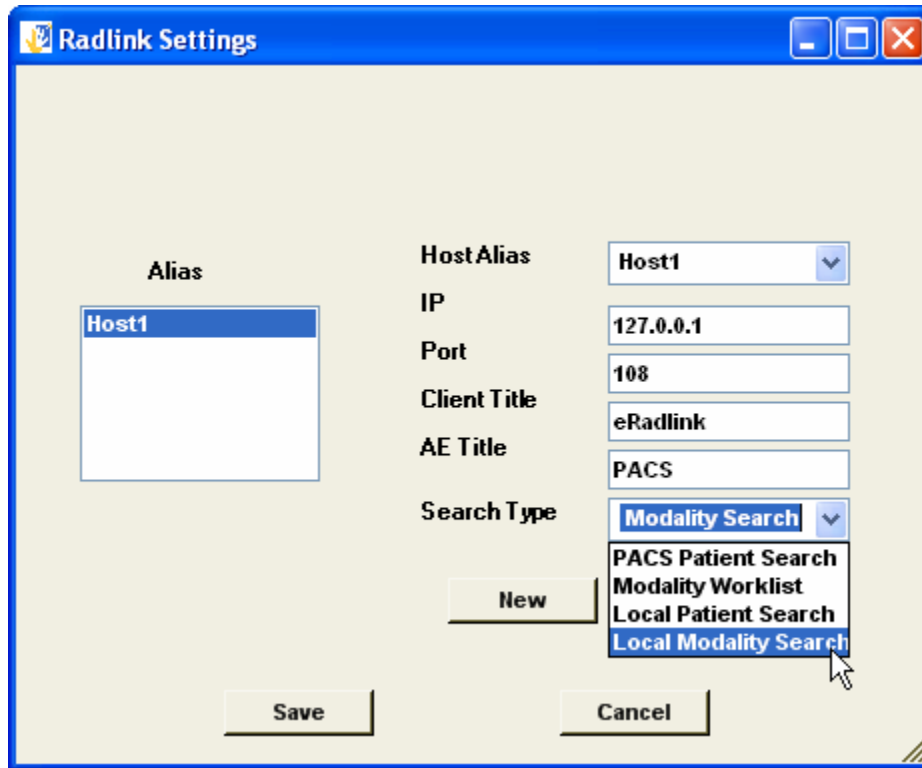 Radlink Settings
Alias
Host1
Host Alias
Host1
IP
127.0.0.1
Port
108
Client Title
eRadlink
AE Title
PACS
Search Type
Modality Search
PACS Patient Search
Modality Worklist
Local Patient Search
Local Modality Search
New
Save
Cancel